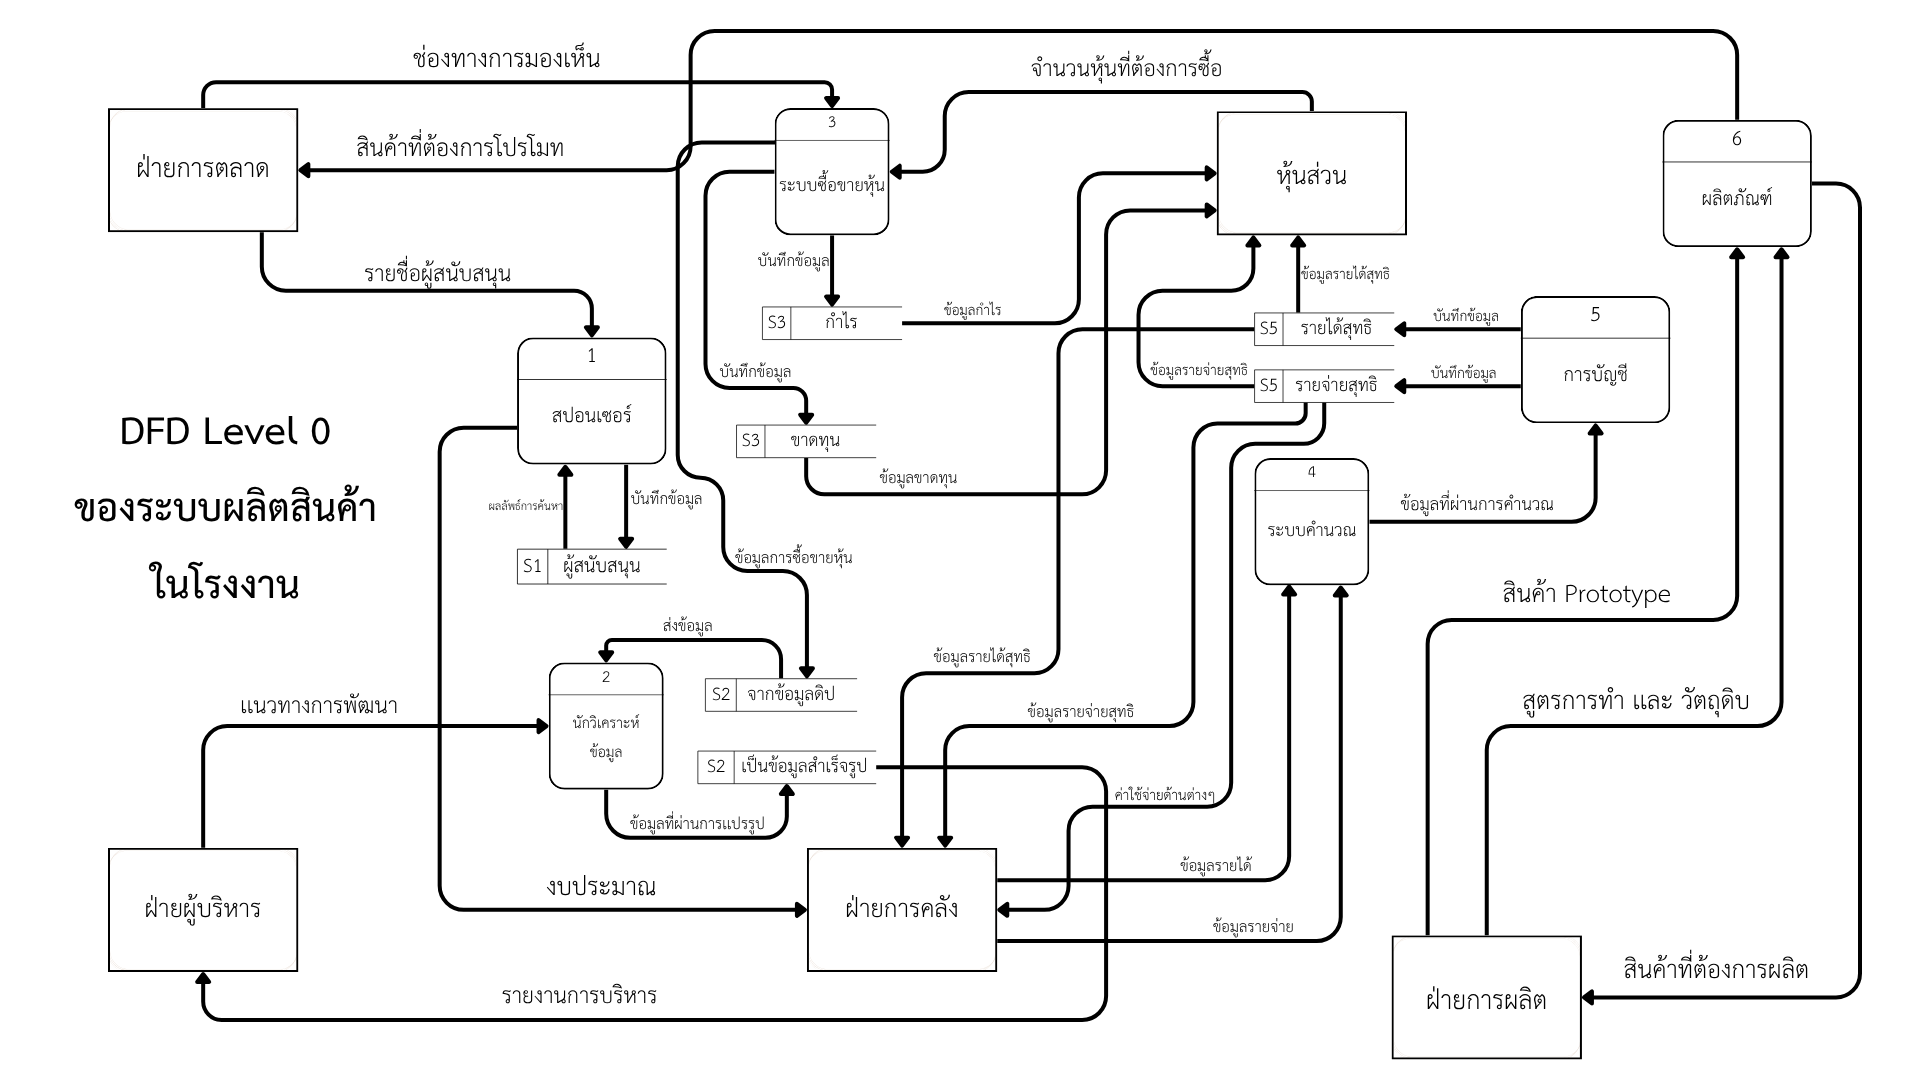 ช่องทางการมองเห็น
จำนวนหุ้นที่ต้องการซื้อ
ฝ่ายการตลาด
สินค้าที่ต้องการโปรโมท
3
ระบบซื้อขายหุ้น
หุ้นส่วน
6
ผลิตภัณฑ์
รายชื่อผู้สนับสนุน
บันทึกข้อมูล
ข้อมูลรายได้สุทธิ
S3 กำไร
ข้อมูลกำไร
S5 รายได้สุทธิ
บันทึกข้อมูล
5
การบัญชี
1
สปอนเซอร์
บันทึกข้อมูล
ข้อมูลรายจ่ายสุทธิ
S5 รายจ่ายสุทธิ
บันทึกข้อมูล
DFD Level 0
ของระบบผลิตสินค้า
ในโรงงาน
S3 ขาดทุน
ข้อมูลขาดทุน
4
ระบบคำนวณ
ข้อมูลที่ผ่านการคำนวณ
ผลลัพธ์การค้นหา
บันทึกข้อมูล
S1 ผู้สนับสนุน
ข้อมูลการซื้อขายหุ้น
สินค้า Prototype
ส่งข้อมูล
ข้อมูลรายได้สุทธิ
2
นักวิเคราะห์
ข้อมูล
S2 จากข้อมูลดิป
แนวทางการพัฒนา
ข้อมูลรายจ่ายสุทธิ
สูตรการทำ และ วัตถุดิบ
S2 เป็นข้อมูลสำเร็จรูป
ค่าใช้จ่ายด้านต่างๆ
ข้อมูลที่ผ่านการแปรรูป
ข้อมูลรายได้
งบประมาณ
ฝ่ายผู้บริหาร
ฝ่ายการคลัง
ข้อมูลรายจ่าย
สินค้าที่ต้องการผลิต
รายงานการบริหาร
ฝ่ายการผลิต